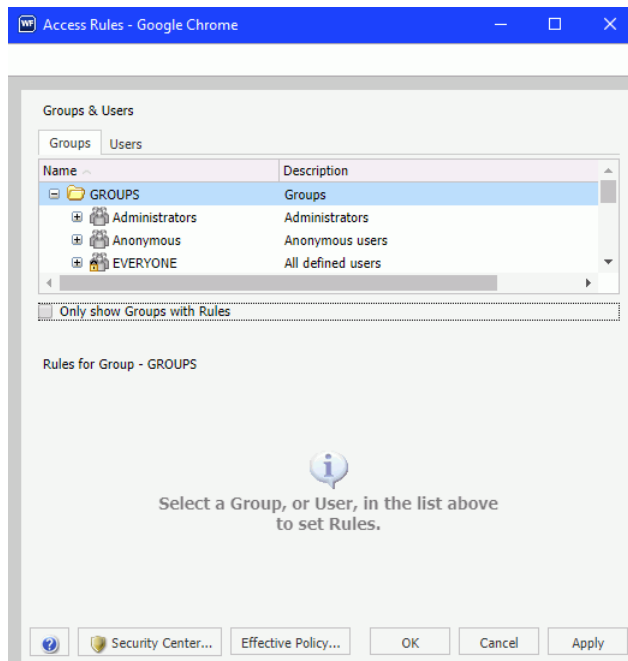 WF Access Rules - Google Chrome
Groups & Users
Groups Users
Name Description
GROUPS Groups
Administrators Administrators
Anonymous Anonymous users
EVERYONE All defined users
Only show Groups with Rules
Rules for Group - GROUPS
Select a Group, or User, in the list above
to set Rules.
Security Center... Effective Policy... OK Cancel Apply